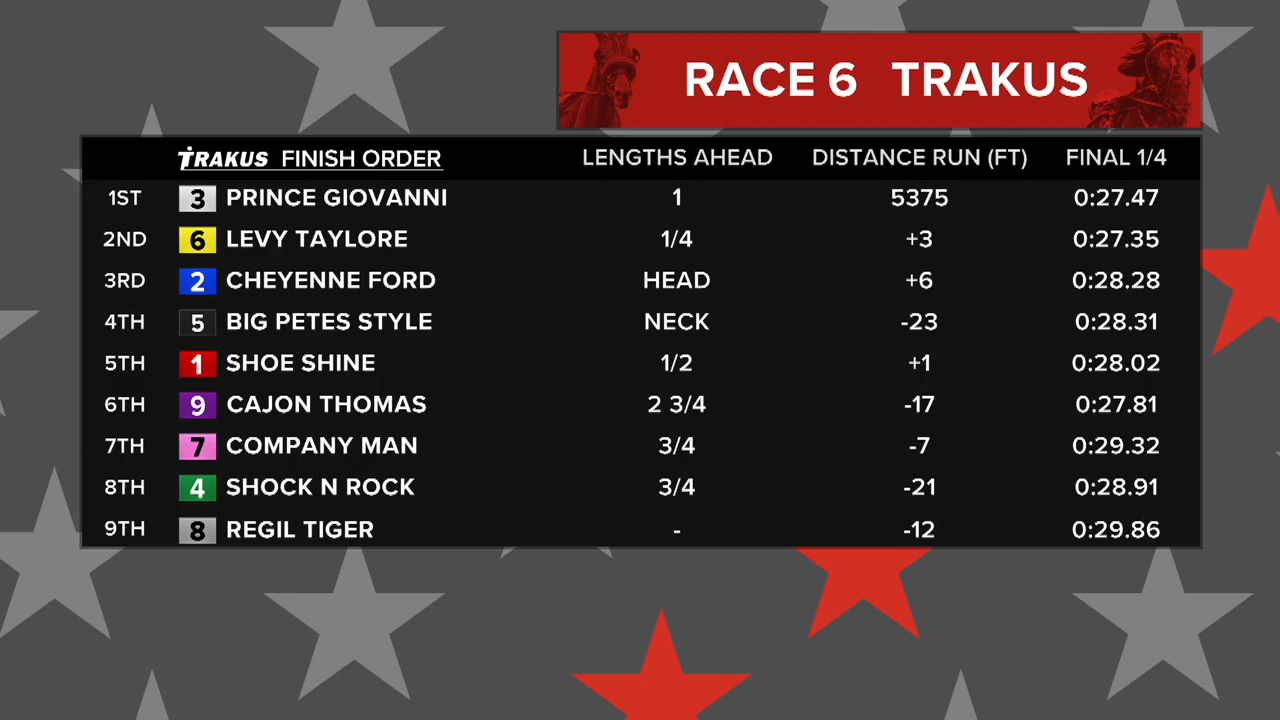 RACE 6 TRAKUS
TRAKUS FINISH ORDER LENGTHS AHEAD DISTANCE RUN (FT) FINAL 1/4
1ST 3 PRINCE GIOVANNI 1 5375 0:27.47
2ND 6 LEVY TAYLORE 1/4 +3 0:27.35
3RD 2 CHEYENNE FORD HEAD +6 0:28.28
4TH 5 BIG PETES STYLE NECK -23 0:28.31
5TH 1 SHOE SHINE 1/2 +1 0:28.02
6TH 9 CAJON THOMAS 2 3/4 -17 0:27.81
7TH 7 COMPANY MAN 3/4 -7 0:29.32
8TH 4 SHOCK N ROCK 3/4 -21 0:28.91
9TH 8 REGIL TIGER - -12 0:29.86